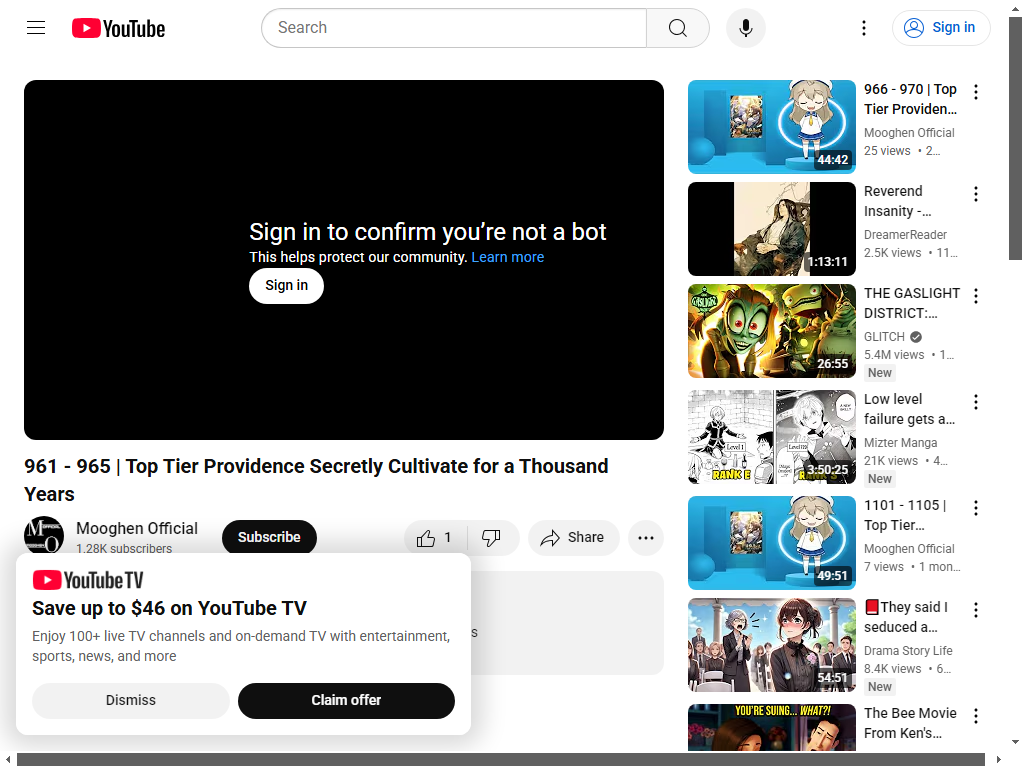 YouTube
Search
Sign in
Sign in to confirm you’re not a bot
This helps protect our community. Learn more
Sign in
961 - 965 | Top Tier Providence Secretly Cultivate for a Thousand
Years
Mooghen Official
1.28K subscribers
Subscribe
1
Share
s
YouTube TV
Save up to $46 on YouTube TV
Enjoy 100+ live TV channels and on-demand TV with entertainment,
sports, news, and more
Dismiss
Claim offer
44:42
966 - 970 | Top
Tier Providen...
Mooghen Official
25 views • 2...
1:13:11
Reverend
Insanity -...
DreamerReader
2.5K views • 11...
GASLIGHT
26:55
THE GASLIGHT
DISTRICT:...
GLITCH
5.4M views • 1...
New
Level 1
RANK E
A NEW SKILL?
3:50:25
Low level
failure gets a...
Mizter Manga
21K views • 4...
New
49:51
1101 - 1105 |
Top Tier...
Mooghen Official
7 views • 1 mon...
54:51
📕They said I
seduced a...
Drama Story Life
8.4K views • 6...
New
YOU'RE SUING... WHAT?!
The Bee Movie
From Ken's...